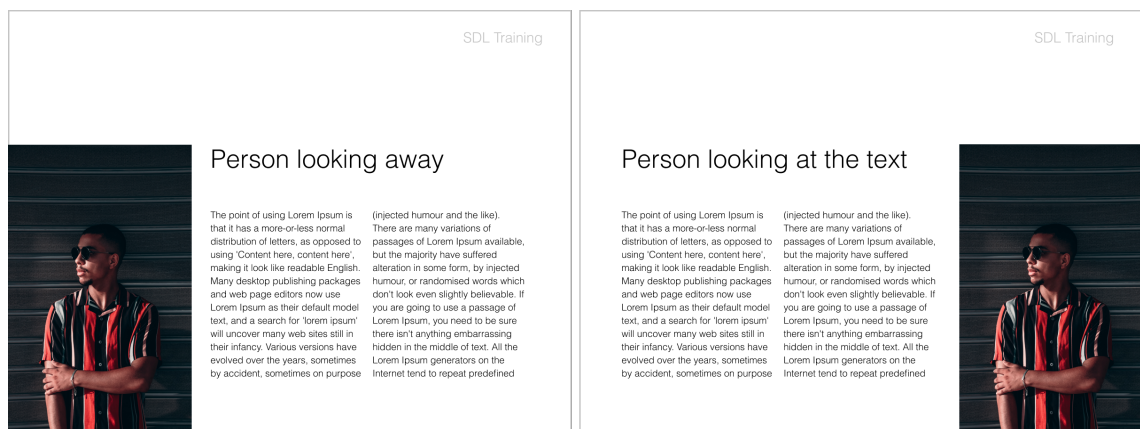 SDL Training
Person looking away
The point of using Lorem Ipsum is
that it has a more-or-less normal
distribution of letters, as opposed to
using 'Content here, content here',
making it look like readable English.
Many desktop publishing packages
and web page editors now use
Lorem Ipsum as their default model
text, and a search for 'lorem ipsum'
will uncover many web sites still in
their infancy. Various versions have
evolved over the years, sometimes
by accident, sometimes on purpose
(injected humour and the like).
There are many variations of
passages of Lorem Ipsum available,
but the majority have suffered
alteration in some form, by injected
humour, or randomised words which
don't look even slightly believable. If
you are going to use a passage of
Lorem Ipsum, you need to be sure
there isn't anything embarrassing
hidden in the middle of text. All the
Lorem Ipsum generators on the
Internet tend to repeat predefined
SDL Training
Person looking at the text
The point of using Lorem Ipsum is
that it has a more-or-less normal
distribution of letters, as opposed to
using 'Content here, content here',
making it look like readable English.
Many desktop publishing packages
and web page editors now use
Lorem Ipsum as their default model
text, and a search for 'lorem ipsum'
will uncover many web sites still in
their infancy. Various versions have
evolved over the years, sometimes
by accident, sometimes on purpose
(injected humour and the like).
There are many variations of
passages of Lorem Ipsum available,
but the majority have suffered
alteration in some form, by injected
humour, or randomised words which
don't look even slightly believable. If
you are going to use a passage of
Lorem Ipsum, you need to be sure
there isn't anything embarrassing
hidden in the middle of text. All the
Lorem Ipsum generators on the
Internet tend to repeat predefined